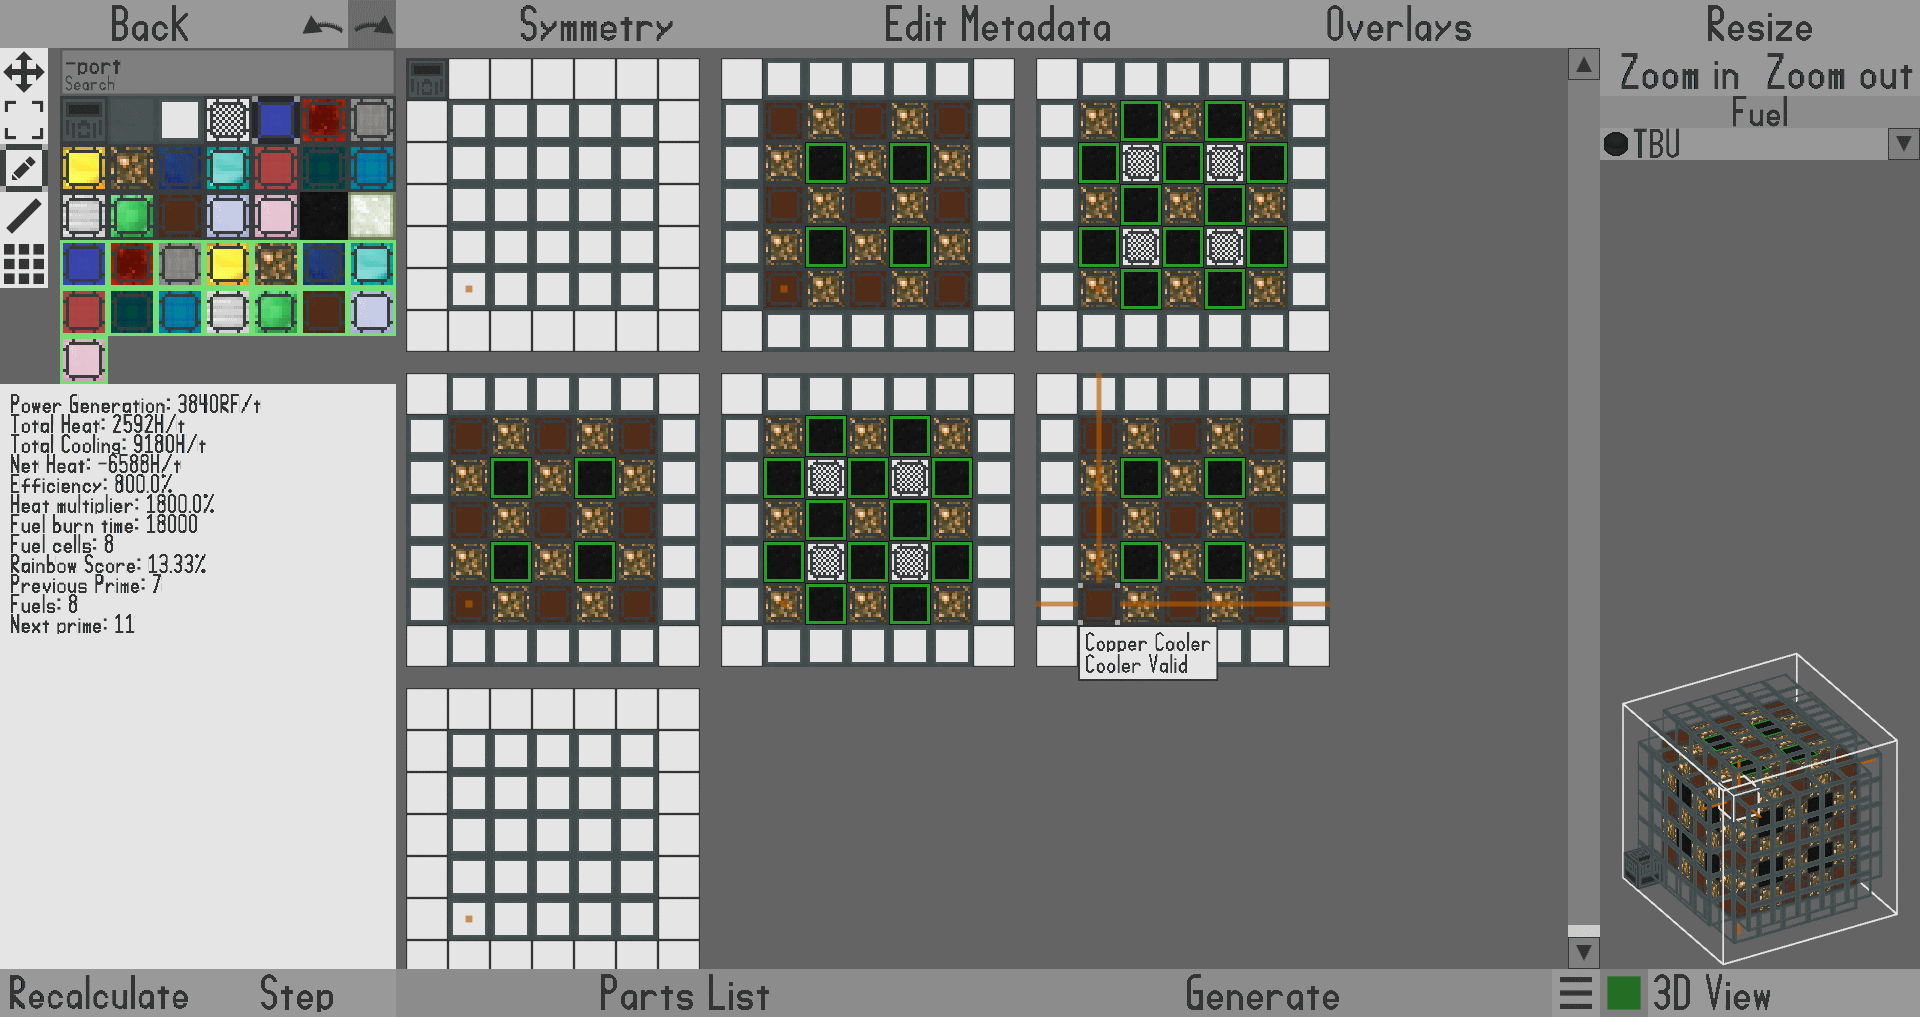 Back
Symmetry
Edit Metadata
Overlays
Resize
-port
Search
Zoom in
Zoom out
Fuel
TBU
Power Generation: 3840RF/t
Total Heat: 2592H/t
Total Cooling: 9180H/t
Net Heat: -6588H/t
Efficiency: 800.0%
Heat multiplier: 1800.0%
Fuel burn time: 18000
Fuel cells: 8
Rainbow Score: 13.33%
Previous Prime: 7
Fuels: 8
Next prime: 11
Copper Cooler
Cooler Valid
Recalculate
Step
Parts List
Generate
3D View